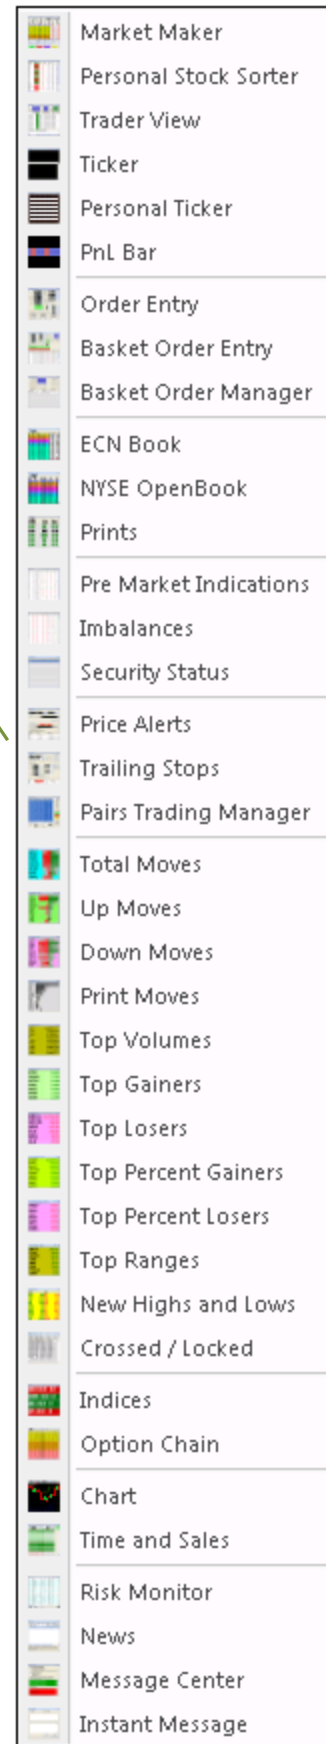 Market Maker
Personal Stock Sorter
Trader View
Ticker
Personal Ticker
PnL Bar
Order Entry
Basket Order Entry
Basket Order Manager
ECN Book
NYSE OpenBook
Prints
Pre Market Indications
Imbalances
Security Status
Price Alerts
Trailing Stops
Pairs Trading Manager
Total Moves
Up Moves
Down Moves
Print Moves
Top Volumes
Top Gainers
Top Losers
Top Percent Gainers
Top Percent Losers
Top Ranges
New Highs and Lows
Crossed / Locked
Indices
Option Chain
Chart
Time and Sales
Risk Monitor
News
Message Center
Instant Message